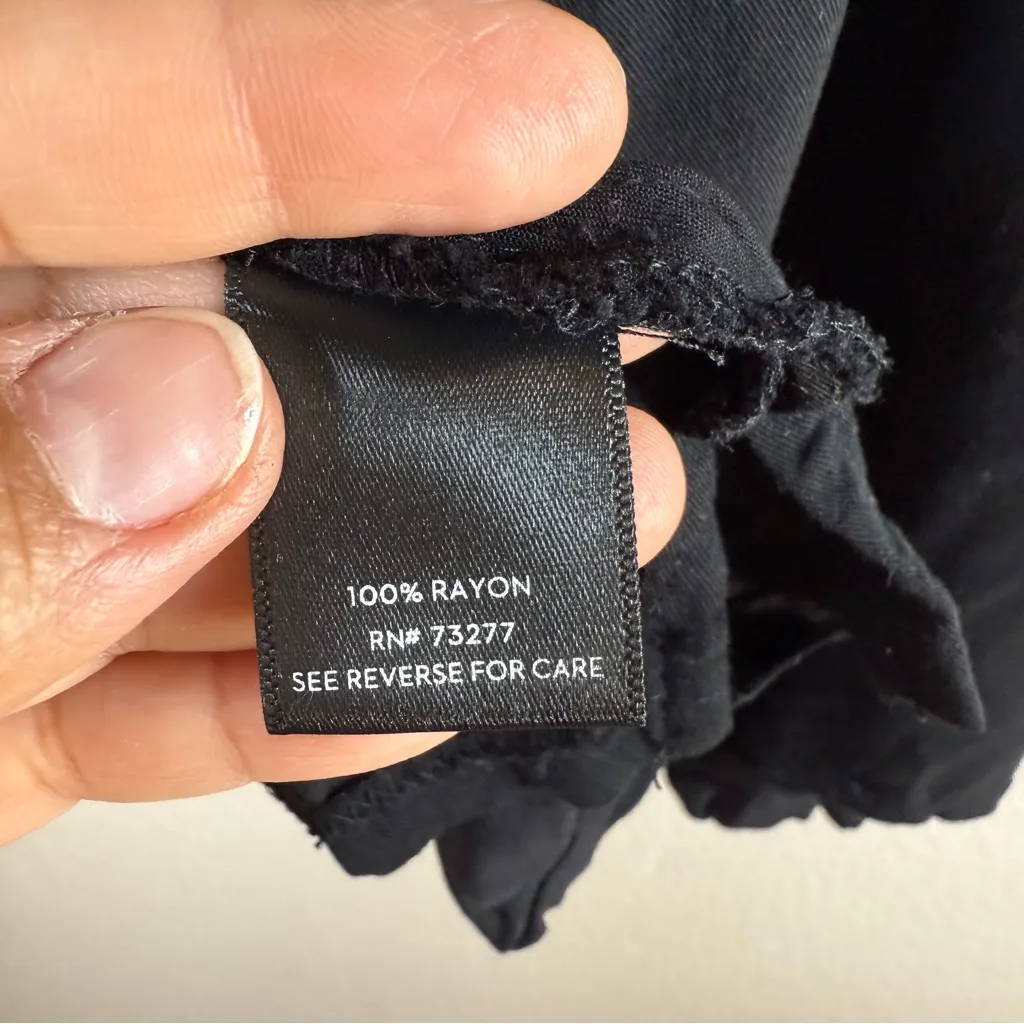 100% RAYON
RN# 73277
SEE REVERSE FOR CARE